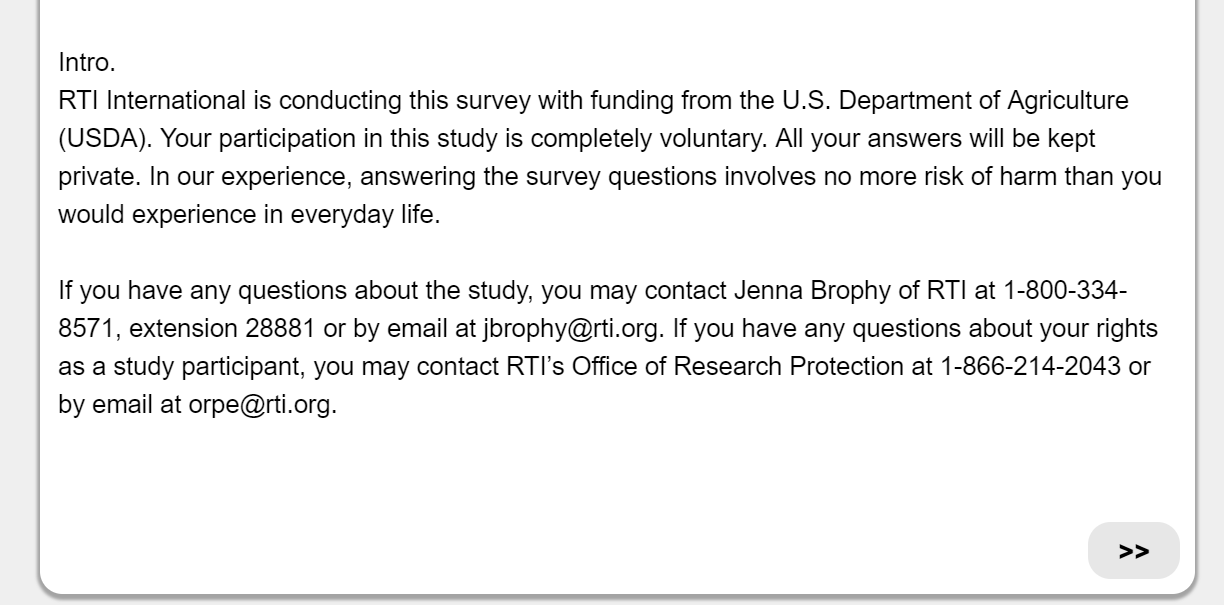 Intro.
RTI International is conducting this survey with funding from the U.S. Department of Agriculture
(USDA). Your participation in this study is completely voluntary. All your answers will be kept
private. In our experience, answering the survey questions involves no more risk of harm than you
would experience in everyday life.
If you have any questions about the study, you may contact Jenna Brophy of RTI at 1-800-334-
8571, extension 28881 or by email at jbrophy@rti.org. If you have any questions about your rights
as a study participant, you may contact RTI’s Office of Research Protection at 1-866-214-2043 or
by email at orpe@rti.org.
>>